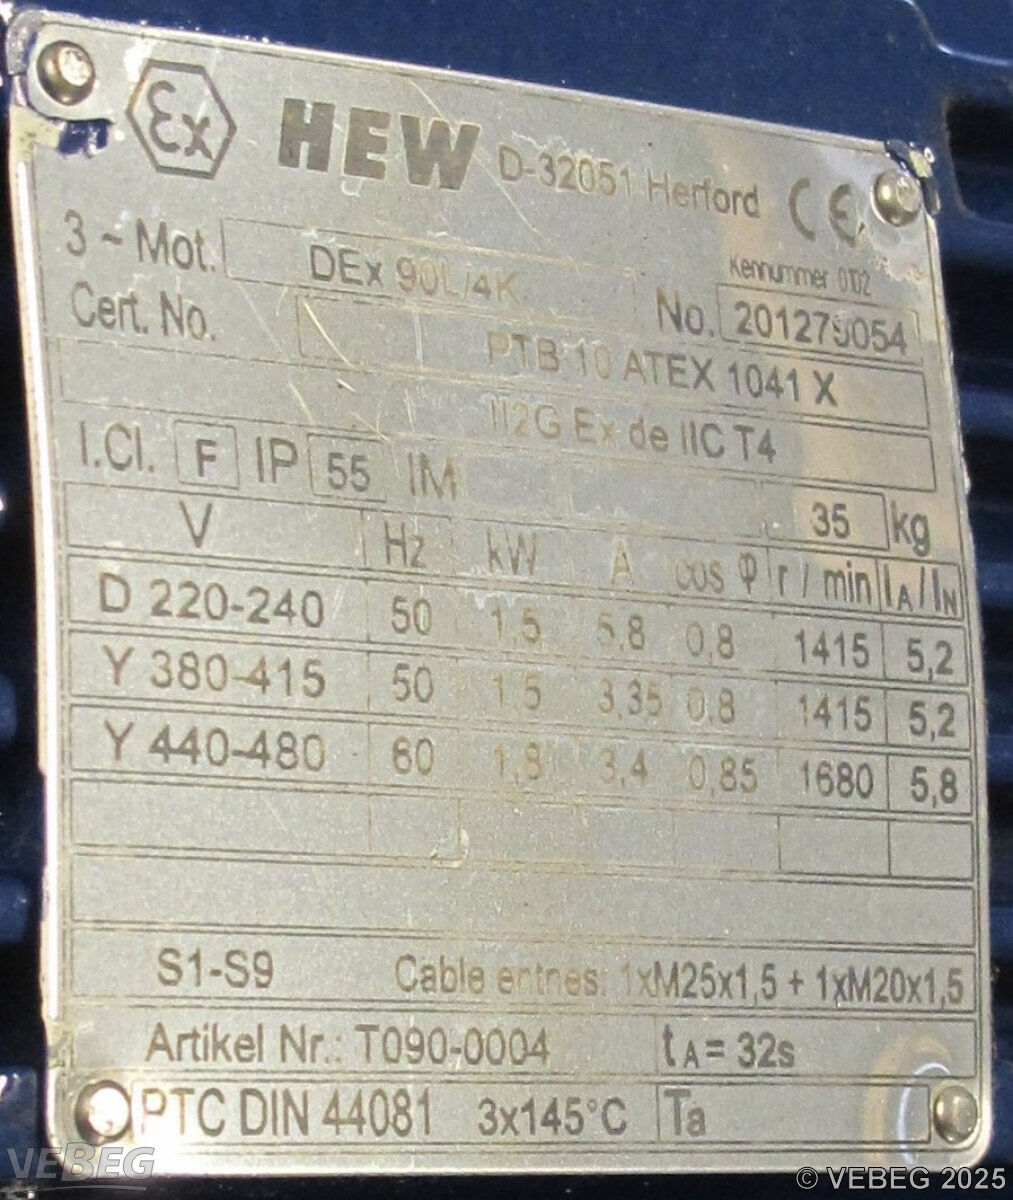 Ex HEW D-32051 Herford CE
Kennummer 0102
3 ~ Mot. DEx 90L/4K No. 201279054
Cert. No. PTB 10 ATEX 1041 X
II2G Ex de IIC T4
I.Cl. F IP 55 IM 35 kg
V Hz kW A cos φ r / min IA / IN
D 220-240 50 1,5 5,8 0,8 1415 5,2
Y 380-415 50 1,5 3,35 0,8 1415 5,2
Y 440-480 60 1,8 3,4 0,85 1680 5,8
S1-S9 Cable entries: 1xM25x1,5 + 1xM20x1,5
Artikel Nr.: T090-0004 tA = 32s
PTC DIN 44081 3x145°C Ta
VEBEG
© VEBEG 2025